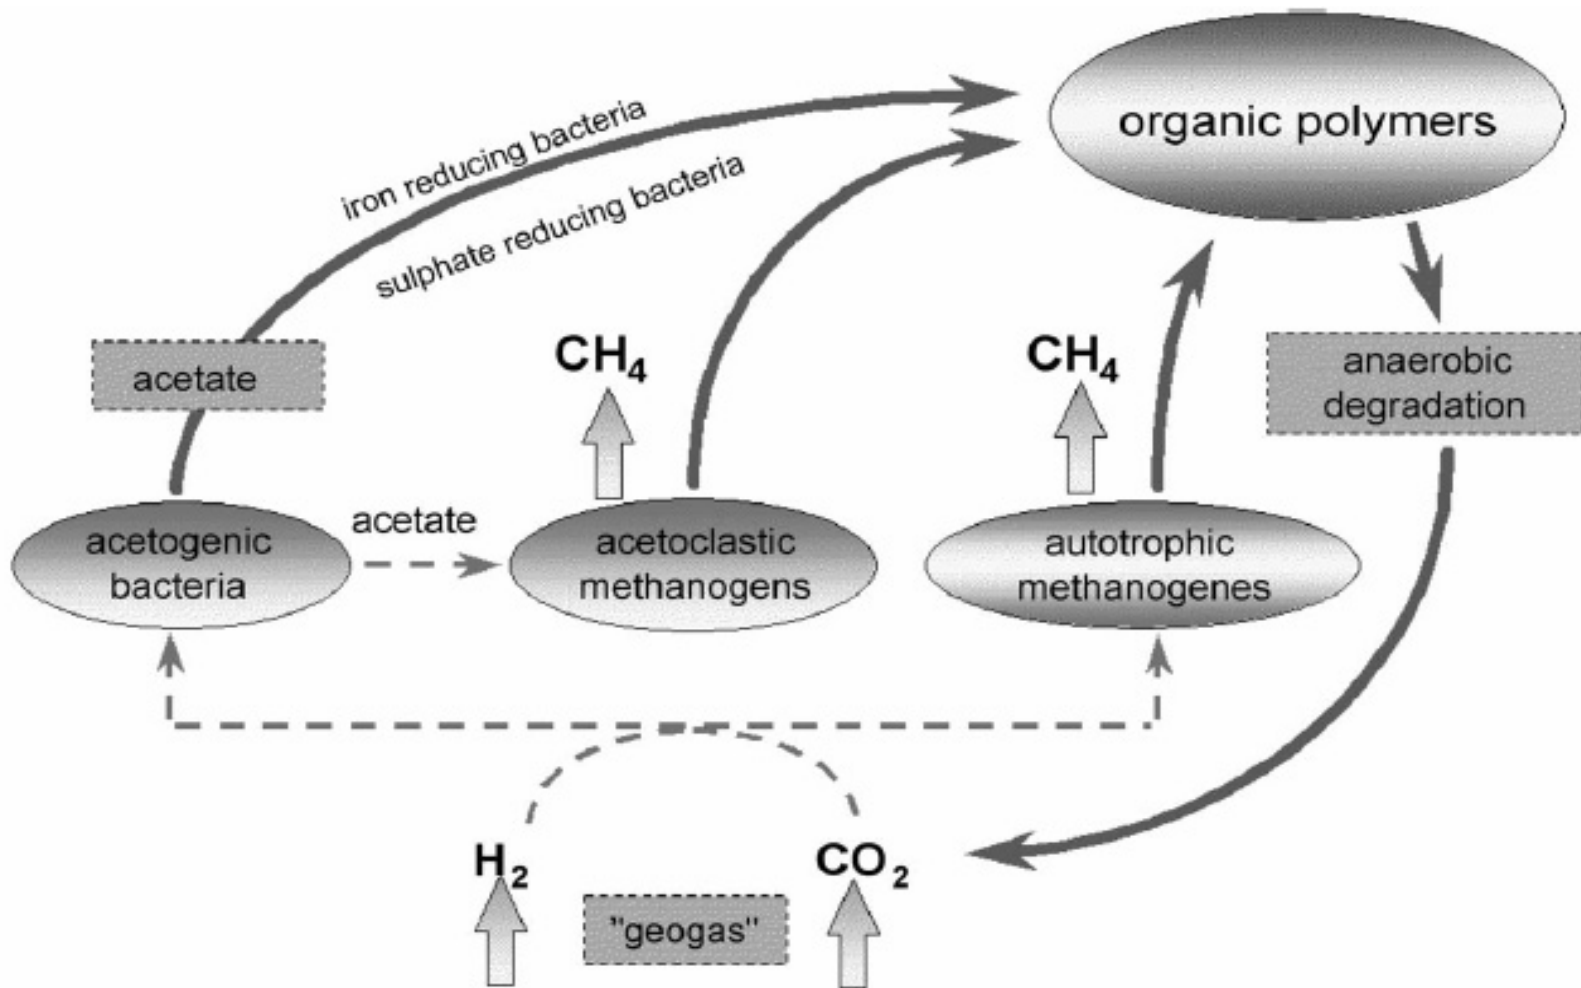 organic polymers
iron reducing bacteria
sulphate reducing bacteria
acetate
CH₄
CH₄
anaerobic
degradation
acetogenic
bacteria
acetate
acetoclastic
methanogens
autotrophic
methanogenes
H₂
CO₂
"geogas"